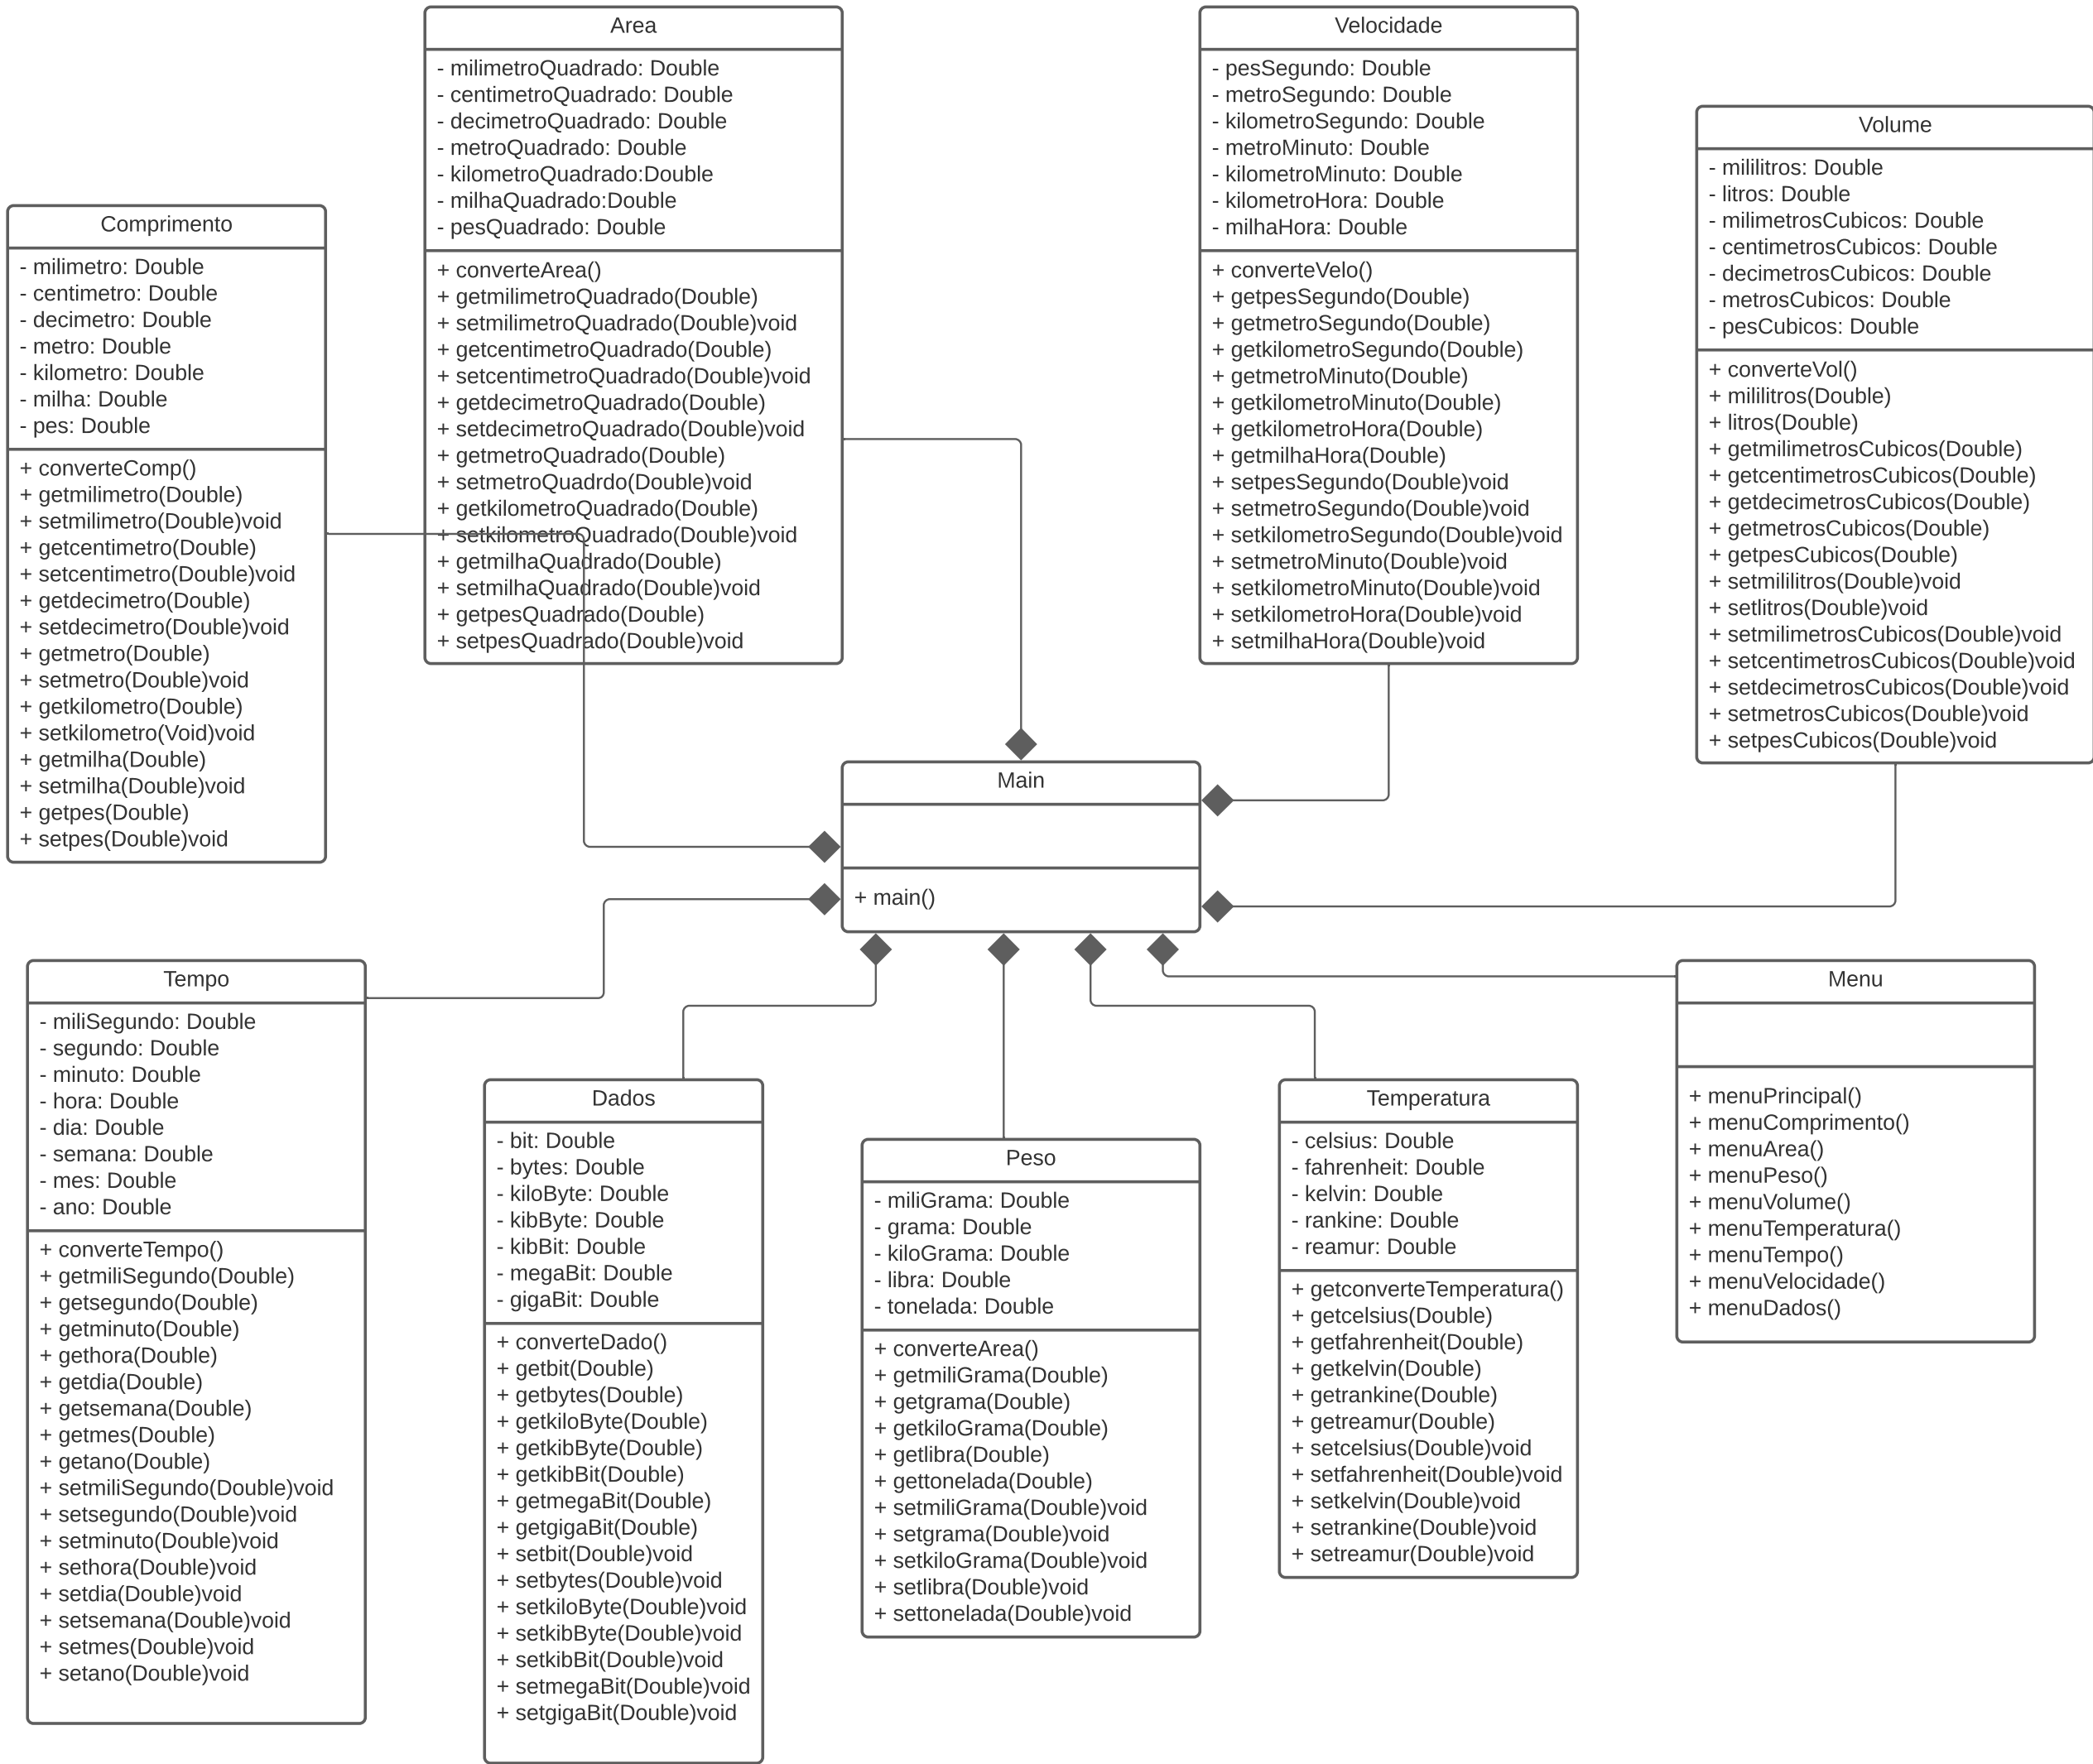 Area
- milimetroQuadrado: Double
- centimetroQuadrado: Double
- decimetroQuadrado: Double
- metroQuadrado: Double
- kilometroQuadrado:Double
- milhaQuadrado:Double
- pesQuadrado: Double
+ converteArea()
+ getmilimetroQuadrado(Double)
+ setmilimetroQuadrado(Double)void
+ getcentimetroQuadrado(Double)
+ setcentimetroQuadrado(Double)void
+ getdecimetroQuadrado(Double)
+ setdecimetroQuadrado(Double)void
+ getmetroQuadrado(Double)
+ setmetroQuadrdo(Double)void
+ getkilometroQuadrado(Double)
+ setkilometroQuadrado(Double)void
+ getmilhaQuadrado(Double)
+ setmilhaQuadrado(Double)void
+ getpesQuadrado(Double)
+ setpesQuadrado(Double)void
Velocidade
- pesSegundo: Double
- metroSegundo: Double
- kilometroSegundo: Double
- metroMinuto: Double
- kilometroMinuto: Double
- kilometroHora: Double
- milhaHora: Double
+ converteVelo()
+ getpesSegundo(Double)
+ getmetroSegundo(Double)
+ getkilometroSegundo(Double)
+ getmetroMinuto(Double)
+ getkilometroMinuto(Double)
+ getkilometroHora(Double)
+ getmilhaHora(Double)
+ setpesSegundo(Double)void
+ setmetroSegundo(Double)void
+ setkilometroSegundo(Double)void
+ setmetroMinuto(Double)void
+ setkilometroMinuto(Double)void
+ setkilometroHora(Double)void
+ setmilhaHora(Double)void
Volume
- mililitros: Double
- litros: Double
- milimetrosCubicos: Double
- centimetrosCubicos: Double
- decimetrosCubicos: Double
- metrosCubicos: Double
- pesCubicos: Double
+ converteVol()
+ mililitros(Double)
+ litros(Double)
+ getmilimetrosCubicos(Double)
+ getcentimetrosCubicos(Double)
+ getdecimetrosCubicos(Double)
+ getmetrosCubicos(Double)
+ getpesCubicos(Double)
+ setmililitros(Double)void
+ setlitros(Double)void
+ setmilimetrosCubicos(Double)void
+ setcentimetrosCubicos(Double)void
+ setdecimetrosCubicos(Double)void
+ setmetrosCubicos(Double)void
+ setpesCubicos(Double)void
Comprimento
- milimetro: Double
- centimetro: Double
- decimetro: Double
- metro: Double
- kilometro: Double
- milha: Double
- pes: Double
+ converteComp()
+ getmilimetro(Double)
+ setmilimetro(Double)void
+ getcentimetro(Double)
+ setcentimetro(Double)void
+ getdecimetro(Double)
+ setdecimetro(Double)void
+ getmetro(Double)
+ setmetro(Double)void
+ getkilometro(Double)
+ setkilometro(Void)void
+ getmilha(Double)
+ setmilha(Double)void
+ getpes(Double)
+ setpes(Double)void
Main
+ main()
Tempo
- miliSegundo: Double
- segundo: Double
- minuto: Double
- hora: Double
- dia: Double
- semana: Double
- mes: Double
- ano: Double
+ converteTempo()
+ getmiliSegundo(Double)
+ getsegundo(Double)
+ getminuto(Double)
+ gethora(Double)
+ getdia(Double)
+ getsemana(Double)
+ getmes(Double)
+ getano(Double)
+ setmiliSegundo(Double)void
+ setsegundo(Double)void
+ setminuto(Double)void
+ sethora(Double)void
+ setdia(Double)void
+ setsemana(Double)void
+ setmes(Double)void
+ setano(Double)void
Dados
- bit: Double
- bytes: Double
- kiloByte: Double
- kibByte: Double
- kibBit: Double
- megaBit: Double
- gigaBit: Double
+ converteDado()
+ getbit(Double)
+ getbytes(Double)
+ getkiloByte(Double)
+ getkibByte(Double)
+ getkibBit(Double)
+ getmegaBit(Double)
+ getgigaBit(Double)
+ setbit(Double)void
+ setbytes(Double)void
+ setkiloByte(Double)void
+ setkibByte(Double)void
+ setkibBit(Double)void
+ setmegaBit(Double)void
+ setgigaBit(Double)void
Peso
- miliGrama: Double
- grama: Double
- kiloGrama: Double
- libra: Double
- tonelada: Double
+ converteArea()
+ getmiliGrama(Double)
+ getgrama(Double)
+ getkiloGrama(Double)
+ getlibra(Double)
+ gettonelada(Double)
+ setmiliGrama(Double)void
+ setgrama(Double)void
+ setkiloGrama(Double)void
+ setlibra(Double)void
+ settonelada(Double)void
Temperatura
- celsius: Double
- fahrenheit: Double
- kelvin: Double
- rankine: Double
- reamur: Double
+ getconverteTemperatura()
+ getcelsius(Double)
+ getfahrenheit(Double)
+ getkelvin(Double)
+ getrankine(Double)
+ getreamur(Double)
+ setcelsius(Double)void
+ setfahrenheit(Double)void
+ setkelvin(Double)void
+ setrankine(Double)void
+ setreamur(Double)void
Menu
+ menuPrincipal()
+ menuComprimento()
+ menuArea()
+ menuPeso()
+ menuVolume()
+ menuTemperatura()
+ menuTempo()
+ menuVelocidade()
+ menuDados()